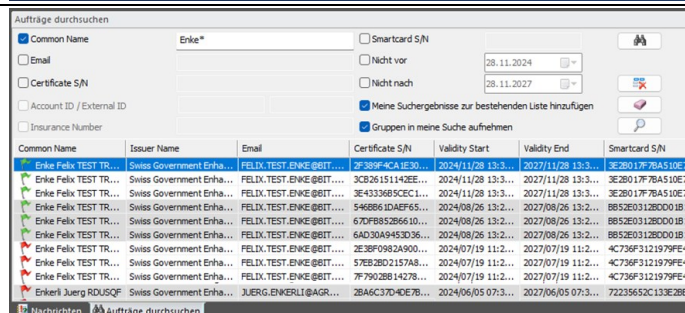 Aufträge durchsuchen
Common Name Enke* Smartcard S/N
Email Nicht vor 28.11.2024
Certificate S/N Nicht nach 28.11.2027
Account ID / External ID Meine Suchergebnisse zur bestehenden Liste hinzufügen
Insurance Number Gruppen in meine Suche aufnehmen
Common Name Issuer Name Email Certificate S/N Validity Start Validity End Smartcard S/N
Enke Felix TEST TR... Swiss Government Enha... FELIX.TEST.ENKE@BIT.... 2F389F4CA1E30... 2024/11/28 13:3... 2027/11/28 13:3... 3E2B017F7BA510E7
Enke Felix TEST TR... Swiss Government Enha... FELIX.TEST.ENKE@BIT.... 3CB26151142EE... 2024/11/28 13:3... 2027/11/28 13:3... 3E2B017F7BA510E7
Enke Felix TEST TR... Swiss Government Enha... FELIX.TEST.ENKE@BIT.... 3E43336B5CEC1... 2024/11/28 13:3... 2027/11/28 13:3... 3E2B017F7BA510E7
Enke Felix TEST TR... Swiss Government Enha... FELIX.TEST.ENKE@BIT.... 546BB61DAEF65... 2024/08/26 13:2... 2027/08/26 13:2... BB52E0312BDD01B
Enke Felix TEST TR... Swiss Government Enha... FELIX.TEST.ENKE@BIT.... 67DFB852B6610... 2024/08/26 13:2... 2027/08/26 13:2... BB52E0312BDD01B
Enke Felix TEST TR... Swiss Government Enha... FELIX.TEST.ENKE@BIT.... 6AD30A9453D36... 2024/08/26 13:2... 2027/08/26 13:2... BB52E0312BDD01B
Enke Felix TEST TR... Swiss Government Enha... FELIX.TEST.ENKE@BIT.... 2E3BF0982A900... 2024/07/19 11:2... 2027/07/19 11:2... 4C736F3121979FE4
Enke Felix TEST TR... Swiss Government Enha... FELIX.TEST.ENKE@BIT.... 57EB2BD2157A8... 2024/07/19 11:2... 2027/07/19 11:2... 4C736F3121979FE4
Enke Felix TEST TR... Swiss Government Enha... FELIX.TEST.ENKE@BIT.... 7F7902BB14278... 2024/07/19 11:2... 2027/07/19 11:2... 4C736F3121979FE4
Enkerli Juerg RDUSQF Swiss Government Enha... JUERG.ENKERLI@AGR... 2BA6C37D4DE7B... 2024/06/05 07:3... 2027/06/05 07:3... 72235652C133E2BE
Nachrichten Aufträge durchsuchen